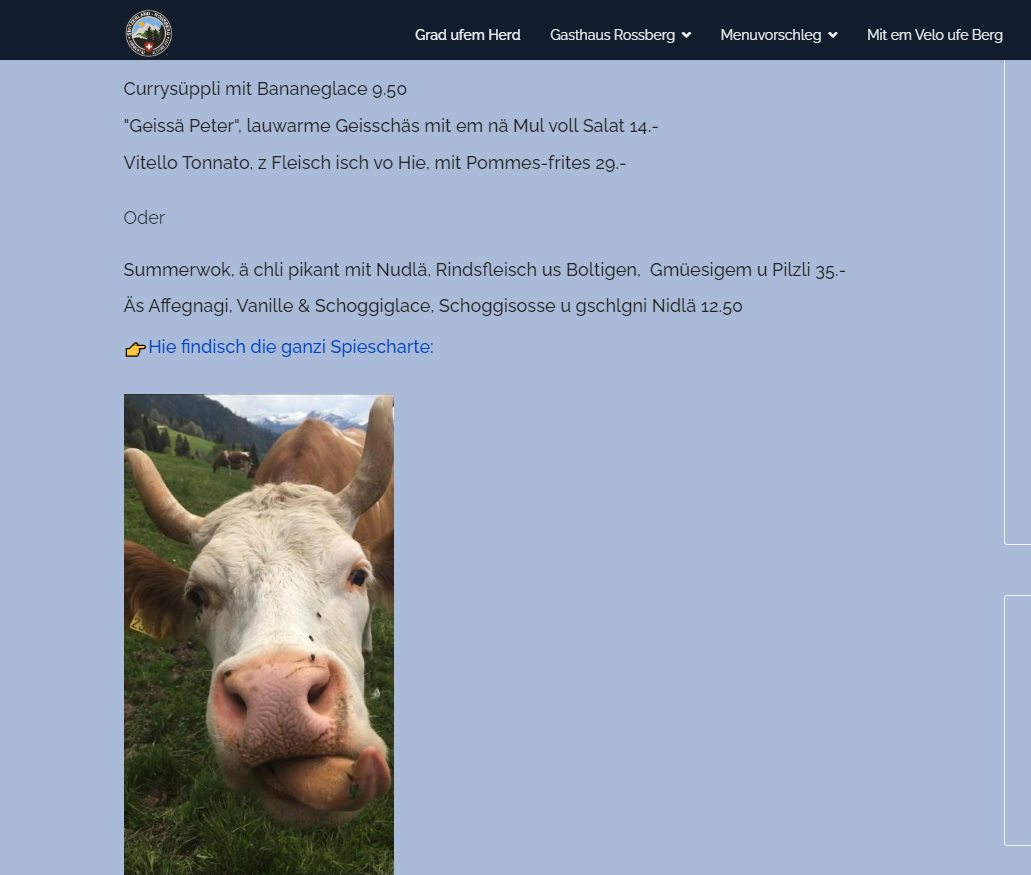 Grad ufem Herd Gasthaus Rossberg Menuvorschleg Mit em Velo ufe Berg
Currysüppli mit Bananeglace 9.50
"Geissä Peter", lauwarme Geisschäs mit em nä Mul voll Salat 14.-
Vitello Tonnato, z Fleisch isch vo Hie, mit Pommes-frites 29.-
Oder
Summerwok, ä chli pikant mit Nudlä, Rindsfleisch us Boltigen, Gmüesigem u Pilzli 35.-
Äs Affegnagi, Vanille & Schoggiglace, Schoggisosse u gschlgni Nidlä 12.50
Hie findisch die ganzi Spiescharte: